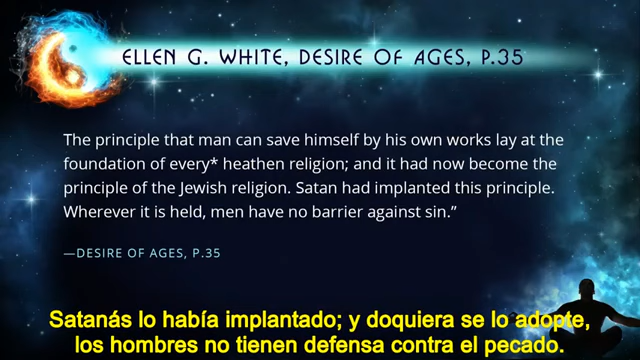 ELLEN G. WHITE, DESIRE OF AGES, P.35
The principle that man can save himself by his own works lay at the
foundation of every* heathen religion; and it had now become the
principle of the Jewish religion. Satan had implanted this principle.
Wherever it is held, men have no barrier against sin.”
—DESIRE OF AGES, P.35
Satanás lo había implantado; y doquiera se lo adopte,
los hombres no tienen defensa contra el pecado.